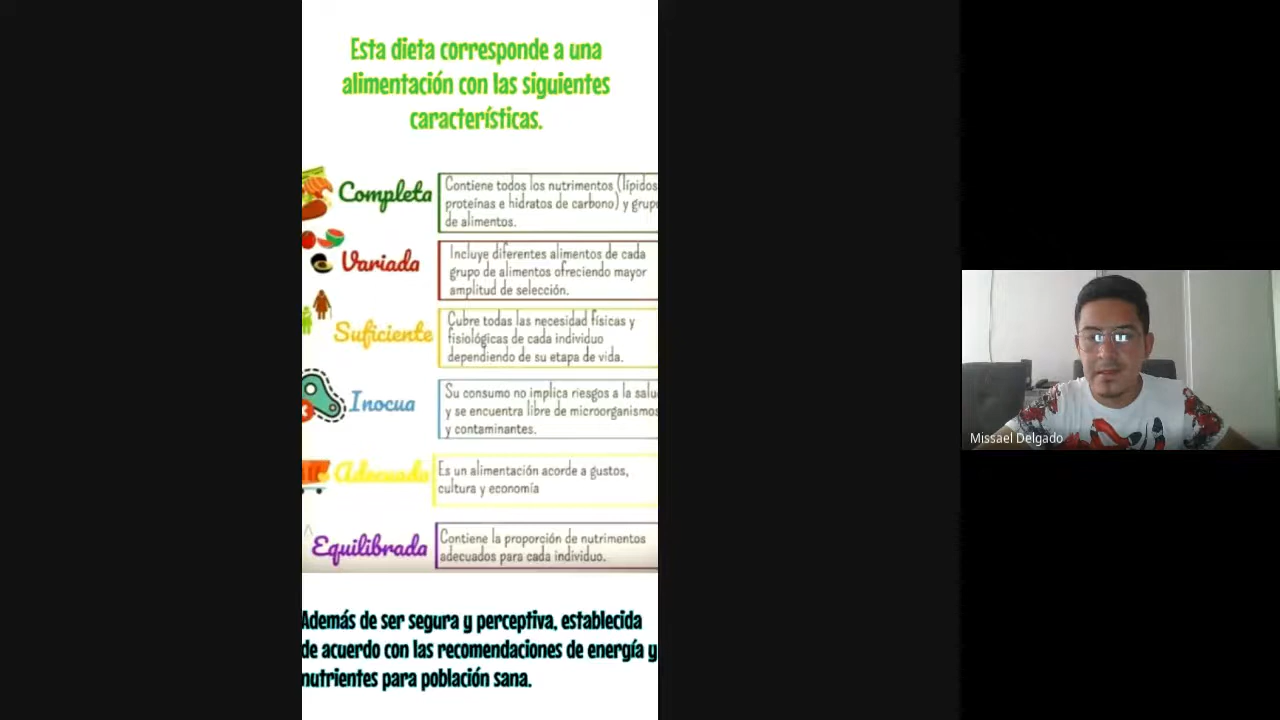 Esta dieta corresponde a una
alimentación con las siguientes
características.
Completa
Contiene todos los nutrimentos (lípidos
proteínas e hidratos de carbono) y grup
de alimentos.
Variada
Incluye diferentes alimentos de cada
grupo de alimentos ofreciendo mayor
amplitud de selección.
Suficiente
Cubre todas las necesidad físicas y
fisiológicas de cada individuo
dependiendo de su etapa de vida.
Inocua
Su consumo no implica riesgos a la salu
y se encuentra libre de microorganismos
y contaminantes.
Adecuada
Es un alimentación acorde a gustos,
cultura y economía
Equilibrada
Contiene la proporción de nutrimentos
adecuados para cada individuo.
Además de ser segura y perceptiva, establecida
de acuerdo con las recomendaciones de energía y
nutrientes para población sana.
Missael Delgado